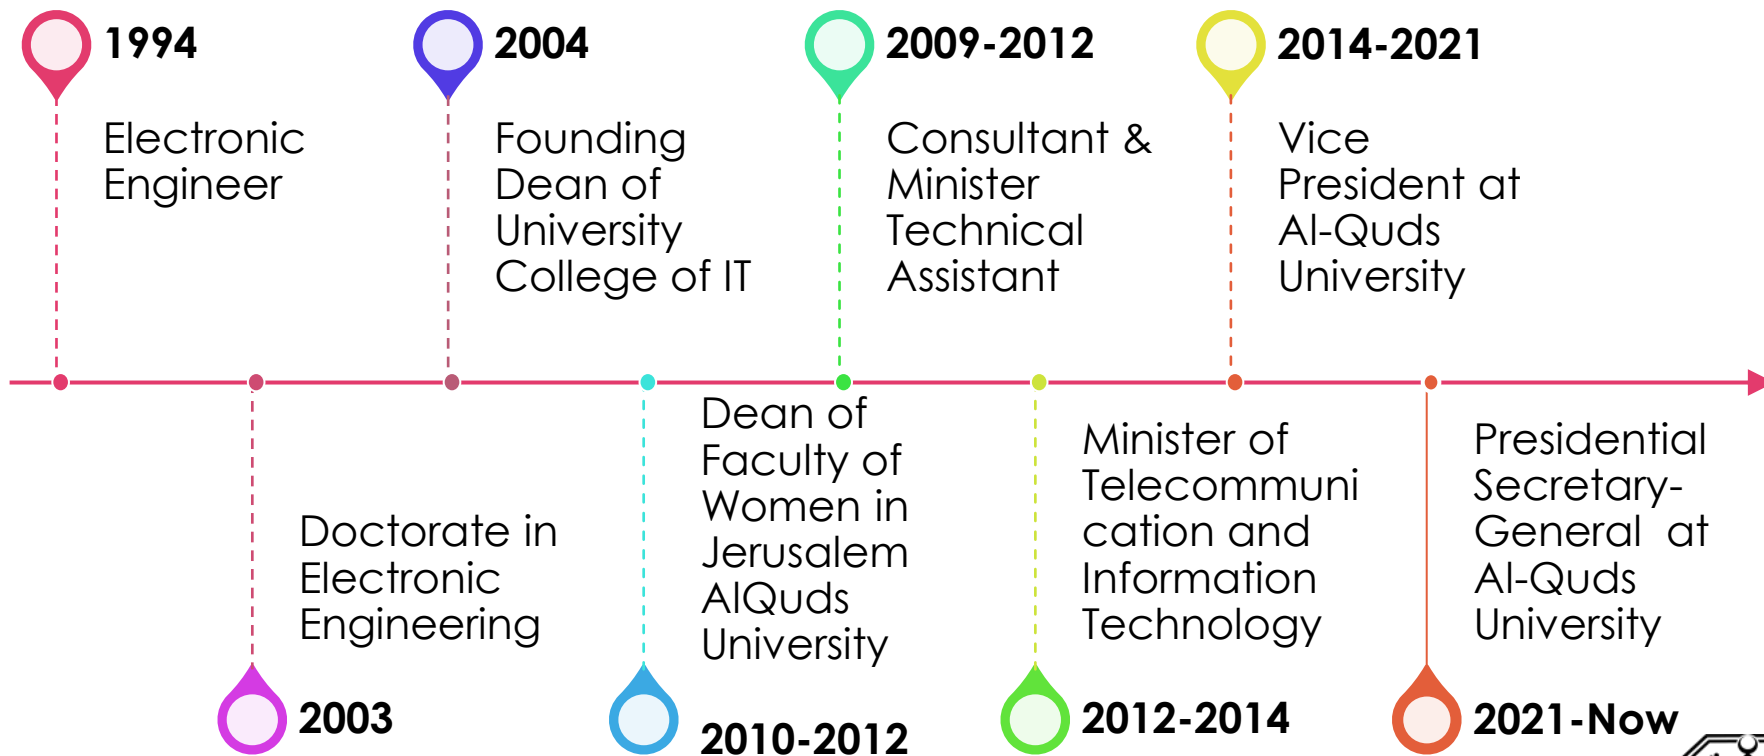 1994
Electronic
Engineer
2004
Founding
Dean of
University
College of IT
2009-2012
Consultant &
Minister
Technical
Assistant
2014-2021
Vice
President at
Al-Quds
University
Doctorate in
Electronic
Engineering
2003
Dean of
Faculty of
Women in
Jerusalem
AlQuds
University
2010-2012
Minister of
Telecommuni
cation and
Information
Technology
2012-2014
Presidential
Secretary-
General  at
Al-Quds
University
2021-Now